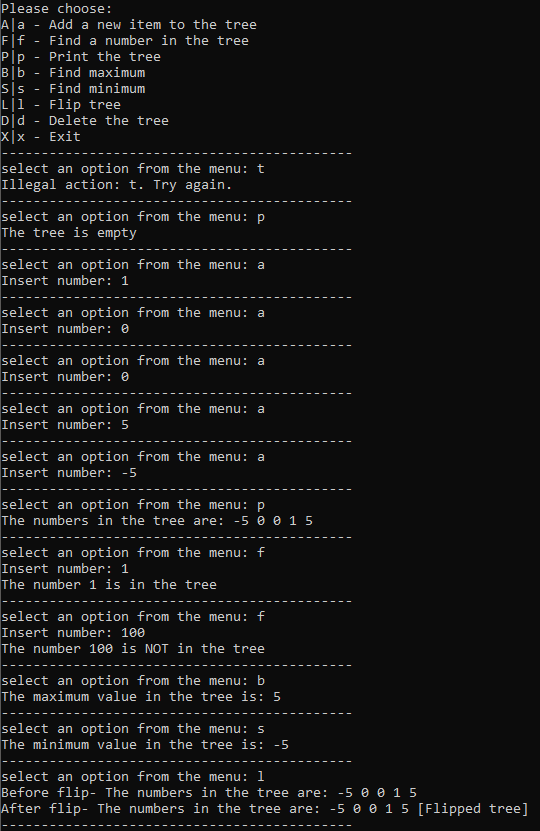 Please choose:
A|a - Add a new item to the tree
F|f - Find a number in the tree
P|p - Print the tree
B|b - Find maximum
S|s - Find minimum
L|l - Flip tree
D|d - Delete the tree
X|x - Exit
--------------------------------------------
select an option from the menu: t
Illegal action: t. Try again.
--------------------------------------------
select an option from the menu: p
The tree is empty
--------------------------------------------
select an option from the menu: a
Insert number: 1
--------------------------------------------
select an option from the menu: a
Insert number: 0
--------------------------------------------
select an option from the menu: a
Insert number: 0
--------------------------------------------
select an option from the menu: a
Insert number: 5
--------------------------------------------
select an option from the menu: a
Insert number: -5
--------------------------------------------
select an option from the menu: p
The numbers in the tree are: -5 0 0 1 5
--------------------------------------------
select an option from the menu: f
Insert number: 1
The number 1 is in the tree
--------------------------------------------
select an option from the menu: f
Insert number: 100
The number 100 is NOT in the tree
--------------------------------------------
select an option from the menu: b
The maximum value in the tree is: 5
--------------------------------------------
select an option from the menu: s
The minimum value in the tree is: -5
--------------------------------------------
select an option from the menu: l
Before flip- The numbers in the tree are: -5 0 0 1 5
After flip- The numbers in the tree are: -5 0 0 1 5 [Flipped tree]
--------------------------------------------